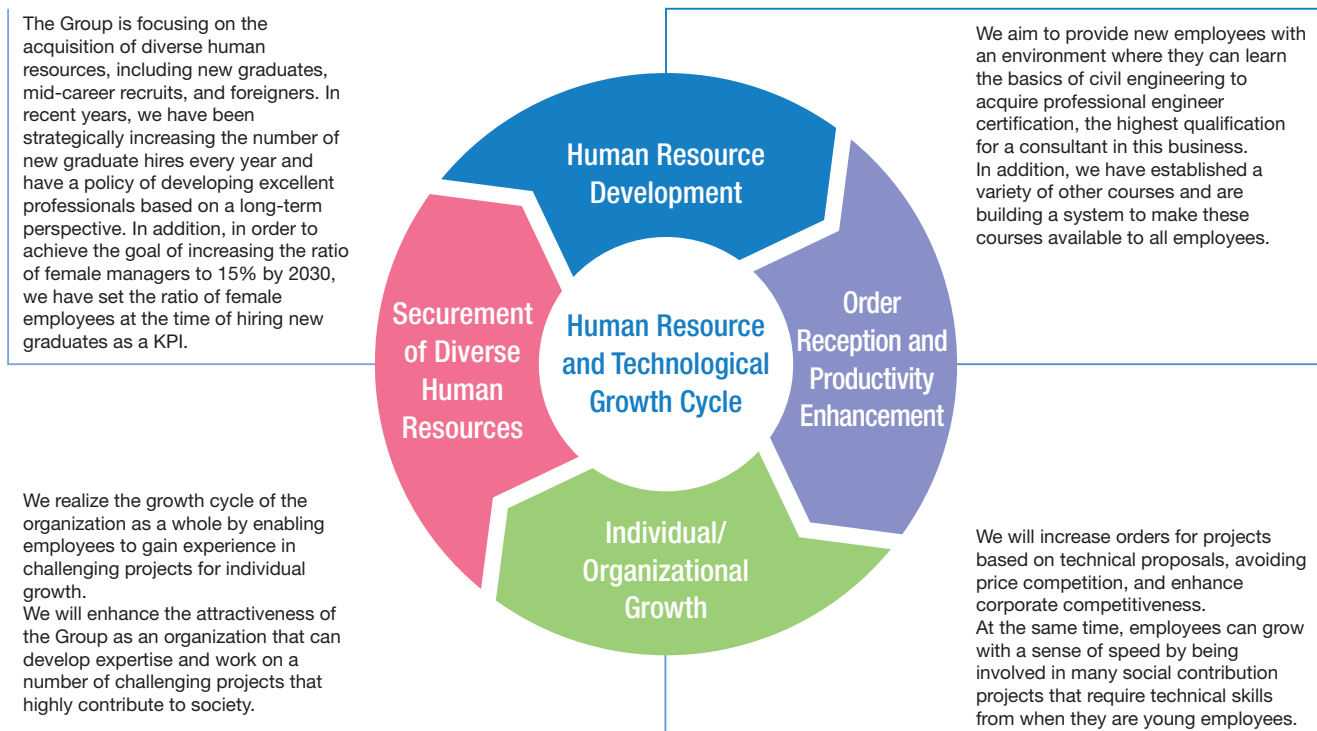 The Group is focusing on the
acquisition of diverse human
resources, including new graduates,
mid-career recruits, and foreigners. In
recent years, we have been
strategically increasing the number of
new graduate hires every year and
have a policy of developing excellent
professionals based on a long-term
perspective. In addition, in order to
achieve the goal of increasing the ratio
of female managers to 15% by 2030,
we have set the ratio of female
employees at the time of hiring new
graduates as a KPI.
We aim to provide new employees with
an environment where they can learn
the basics of civil engineering to
acquire professional engineer
certification, the highest qualification
for a consultant in this business.
In addition, we have established a
variety of other courses and are
building a system to make these
courses available to all employees.
Human Resource
Development
Securement
of Diverse
Human
Resources
Human Resource
and Technological
Growth Cycle
Order
Reception and
Productivity
Enhancement
Individual/
Organizational
Growth
We realize the growth cycle of the
organization as a whole by enabling
employees to gain experience in
challenging projects for individual
growth.
We will enhance the attractiveness of
the Group as an organization that can
develop expertise and work on a
number of challenging projects that
highly contribute to society.
We will increase orders for projects
based on technical proposals, avoiding
price competition, and enhance
corporate competitiveness.
At the same time, employees can grow
with a sense of speed by being
involved in many social contribution
projects that require technical skills
from when they are young employees.